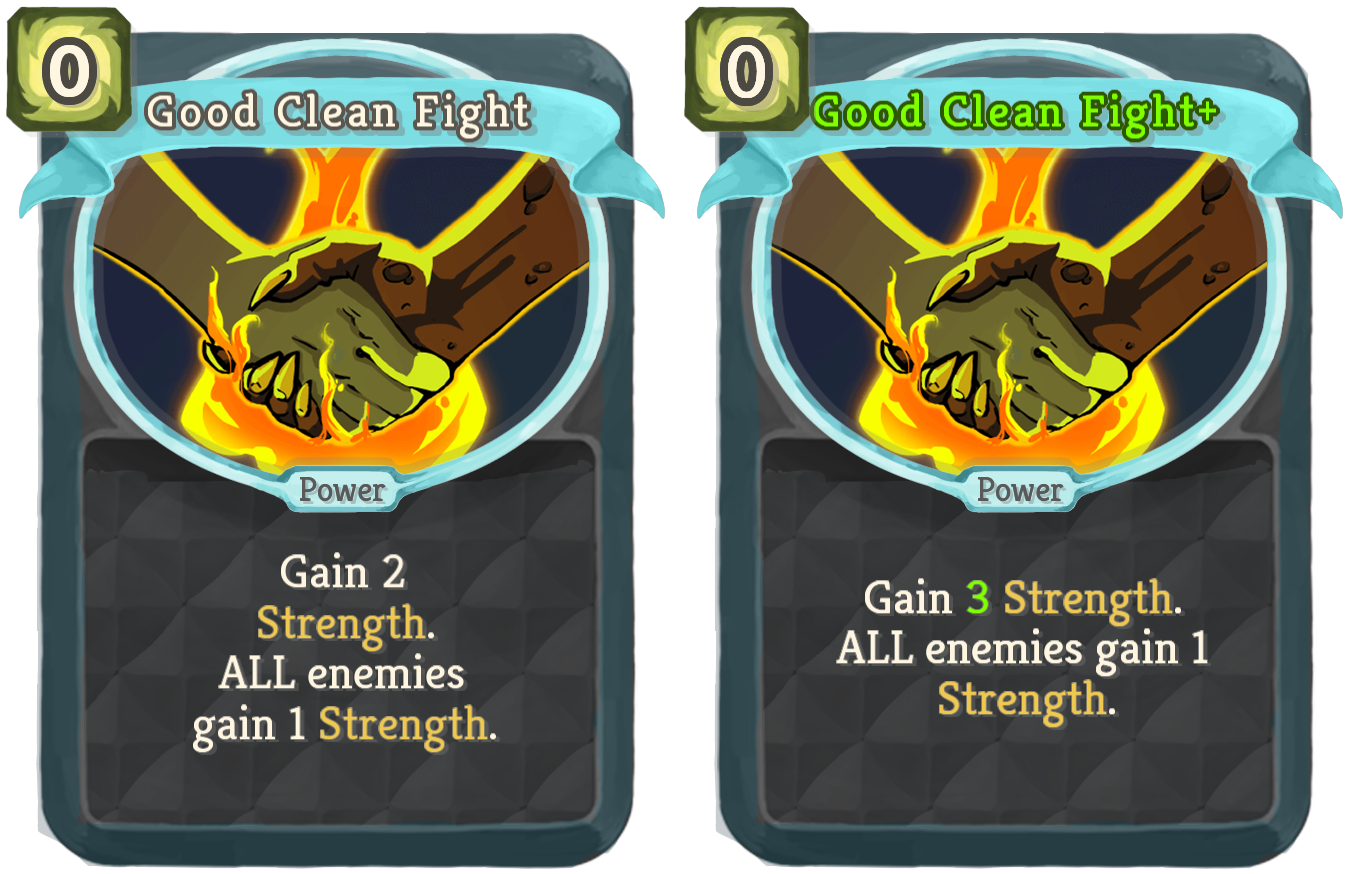 0
Good Clean Fight
Power
Gain 2
Strength.
ALL enemies
gain 1 Strength.
0
Good Clean Fight+
Power
Gain 3 Strength.
ALL enemies gain 1
Strength.